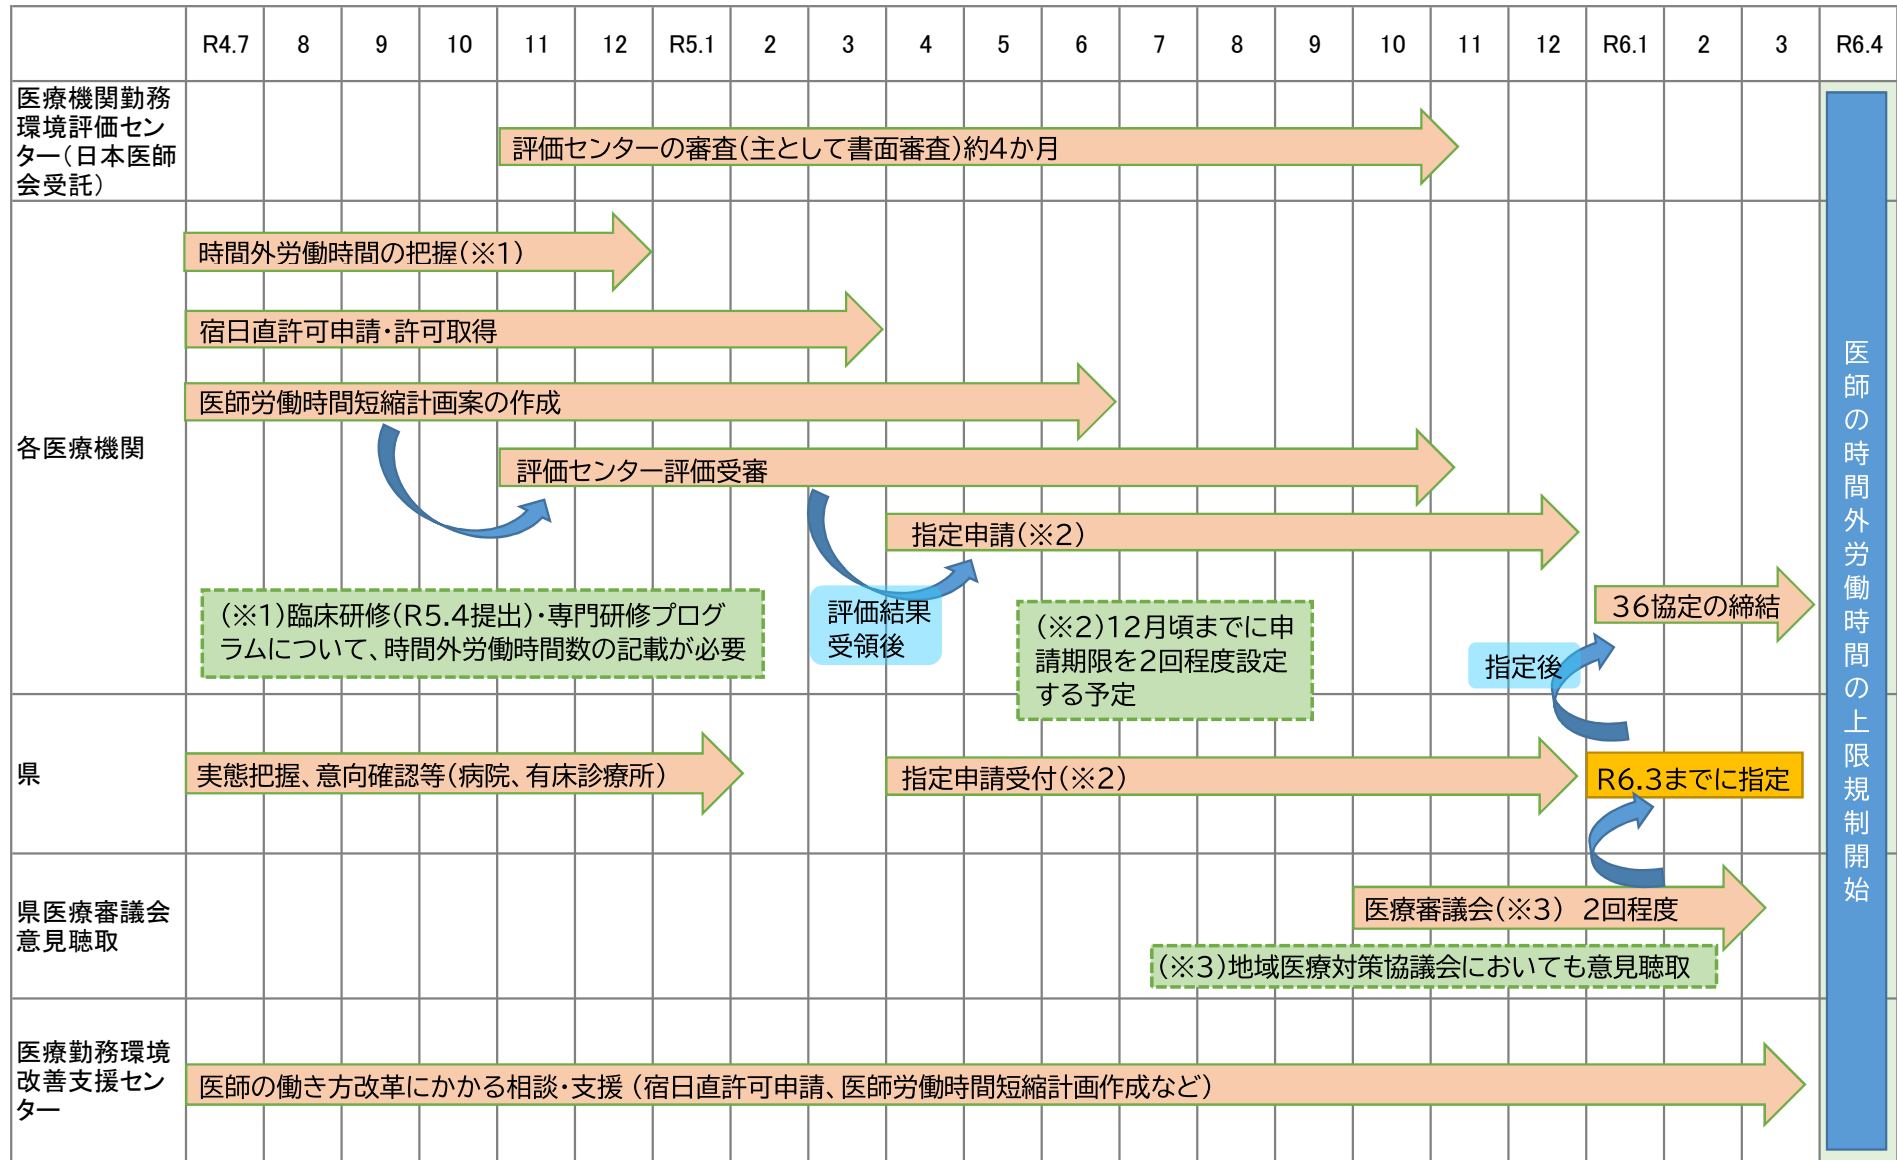 R4.7 8 9 10 11 12 R5.1 2 3 4 5 6 7 8 9 10 11 12 R6.1 2 3 R6.4
医療機関勤務
環境評価セン
ター（日本医師
会受託）
評価センターの審査（主として書面審査）約４か月
各医療機関
時間外労働時間の把握（※１）
宿日直許可申請・許可取得
医師労働時間短縮計画案の作成
評価センター評価受審
指定申請（※２）
評価結果
受領後
（※１）臨床研修（R5.4提出）・専門研修プログ
ラムについて、時間外労働時間数の記載が必要
（※２）１２月頃までに申
請期限を２回程度設定
する予定
36協定の締結
指定後
県
実態把握、意向確認等（病院、有床診療所）
指定申請受付（※２）
R6.3までに指定
県医療審議会
意見聴取
医療審議会（※３） ２回程度
（※３）地域医療対策協議会においても意見聴取
医療勤務環境
改善支援セン
ター
医師の働き方改革にかかる相談・支援（宿日直許可申請、医師労働時間短縮計画作成など）
医師の時間外労働時間の上限規制開始